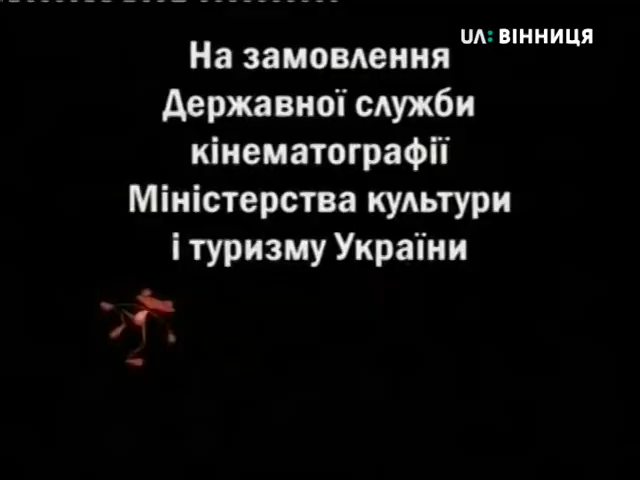 UA: ВІННИЦЯ
На замовлення
Державної служби
кінематографії
Міністерства культури
і туризму України